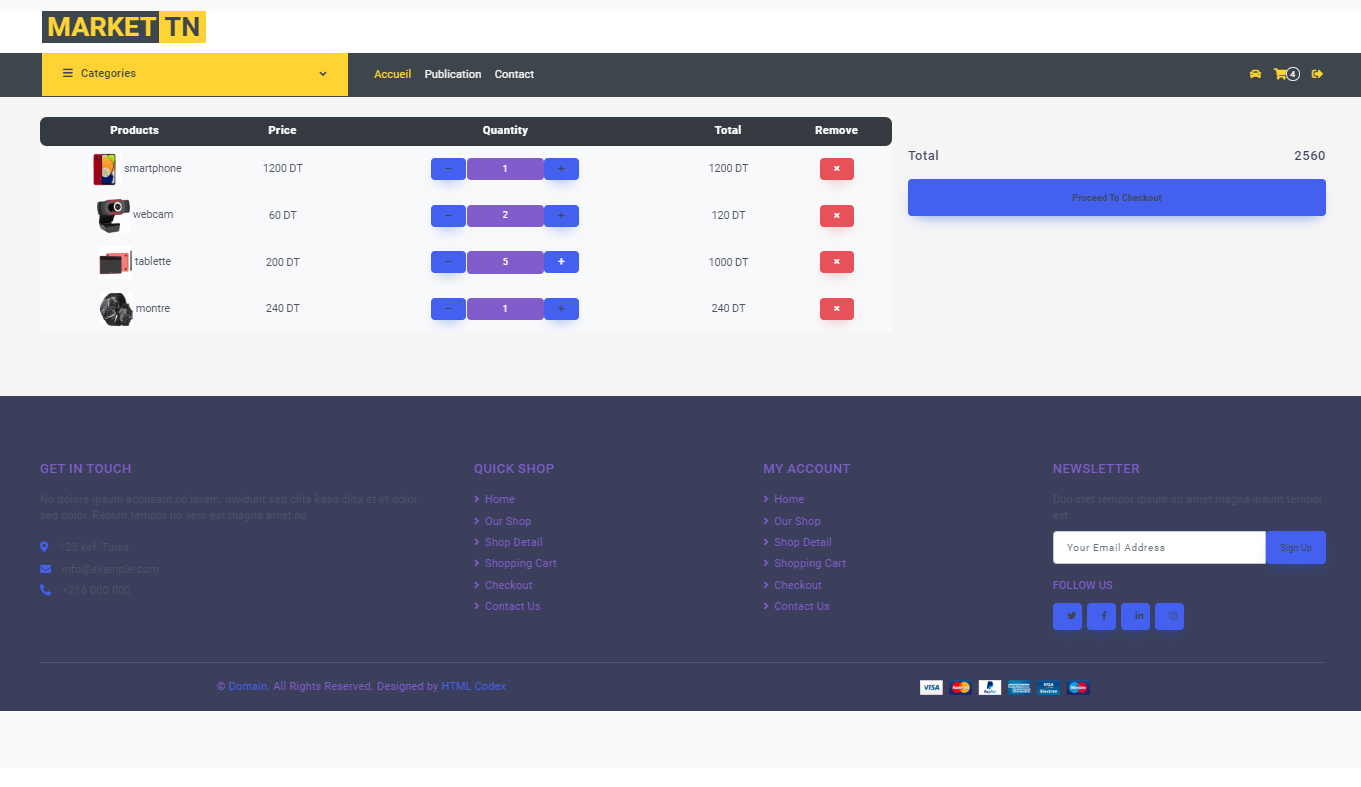 MARKET TN
Categories
Accueil Publication Contact
4
Products Price Quantity Total Remove
smartphone 1200 DT − 1 + 1200 DT ×
webcam 60 DT − 2 + 120 DT ×
tablette 200 DT − 5 + 1000 DT ×
montre 240 DT − 1 + 240 DT ×
Total 2560
Proceed To Checkout
GET IN TOUCH
No dolore ipsum accusam no lorem. Invidunt sed clita kasd clita et et dolor
sed dolor. Rebum tempor no vero est magna amet no
123 kef, Tunis
info@example.com
+216 000 000
QUICK SHOP
Home
Our Shop
Shop Detail
Shopping Cart
Checkout
Contact Us
MY ACCOUNT
Home
Our Shop
Shop Detail
Shopping Cart
Checkout
Contact Us
NEWSLETTER
Duo stet tempor ipsum sit amet magna ipsum tempor
est
Your Email Address Sign Up
FOLLOW US
© Domain. All Rights Reserved. Designed by HTML Codex
VISA MasterCard PayPal VISA Electron Maestro